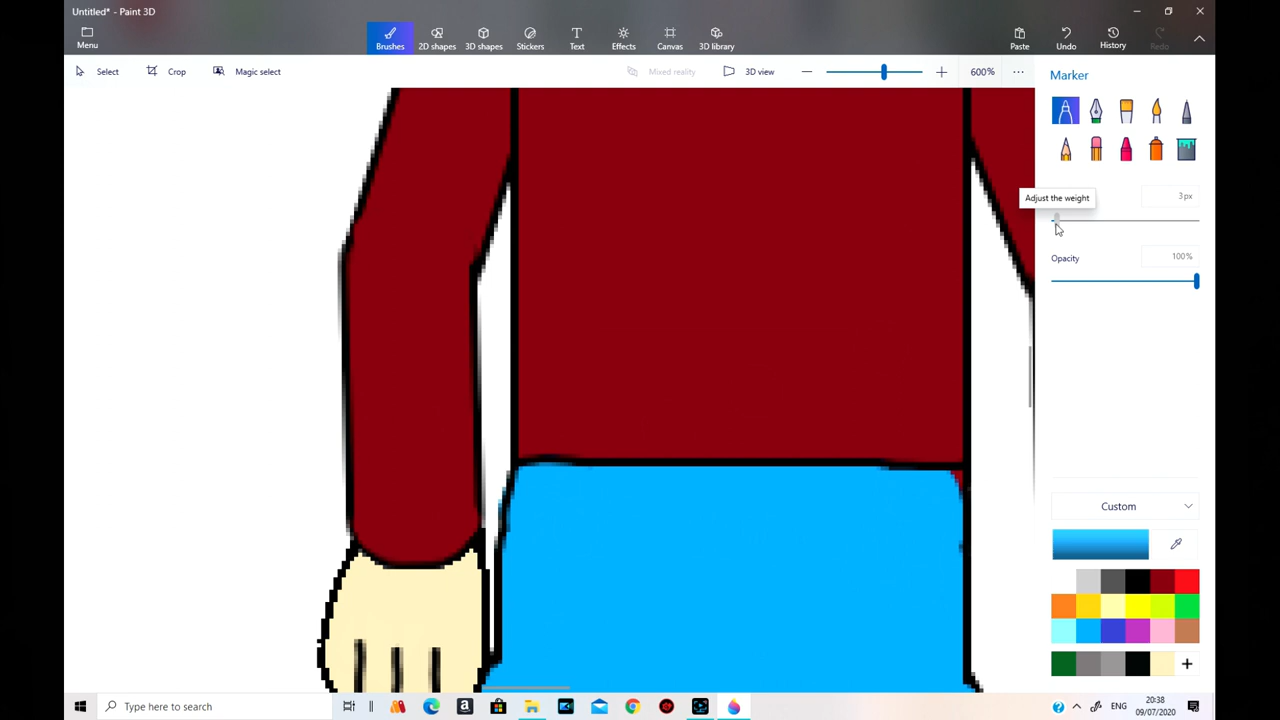 Untitled* - Paint 3D
Menu
Brushes
2D shapes
3D shapes
Stickers
Text
Effects
Canvas
3D library
Paste
Undo
History
Redo
Select
Crop
Magic select
Mixed reality
3D view
600%
Marker
Adjust the weight
3px
Opacity
100%
Custom
Type here to search
ENG
20:38
09/07/2020